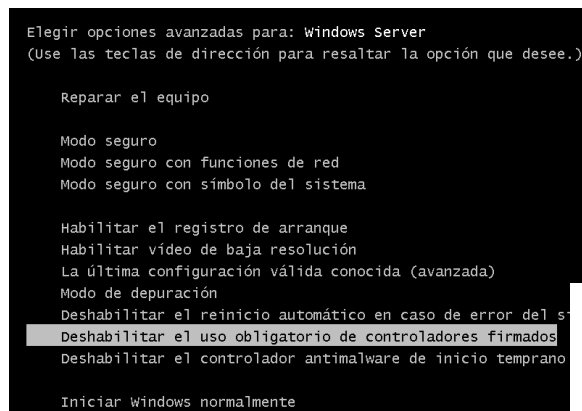 Elegir opciones avanzadas para: Windows Server
(Use las teclas de dirección para resaltar la opción que desee.)
Reparar el equipo
Modo seguro
Modo seguro con funciones de red
Modo seguro con símbolo del sistema
Habilitar el registro de arranque
Habilitar vídeo de baja resolución
La última configuración válida conocida (avanzada)
Modo de depuración
Deshabilitar el reinicio automático en caso de error del
Deshabilitar el uso obligatorio de controladores firmados
Deshabilitar el controlador antimalware de inicio temprano
Iniciar Windows normalmente